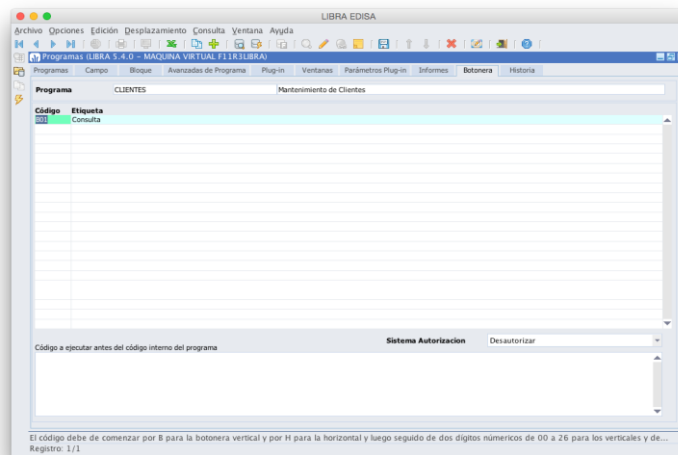 LIBRA EDISA
Archivo Opciones Edición Desplazamiento Consulta Ventana Ayuda
Programas (LIBRA 5.4.0 - MAQUINA VIRTUAL F11R3LIBRA)
Programas Campo Bloque Avanzadas de Programa Plug-in Ventanas Parámetros Plug-in Informes Botonera Historia
Programa CLIENTES Mantenimiento de Clientes
Código Etiqueta
B01 Consulta
Sistema Autorizacion Desautorizar
Código a ejecutar antes del código interno del programa
El código debe de comenzar por B para la botonera vertical y por H para la horizontal y luego seguido de dos dígitos númericos de 00 a 26 para los verticales y de...
Registro: 1/1